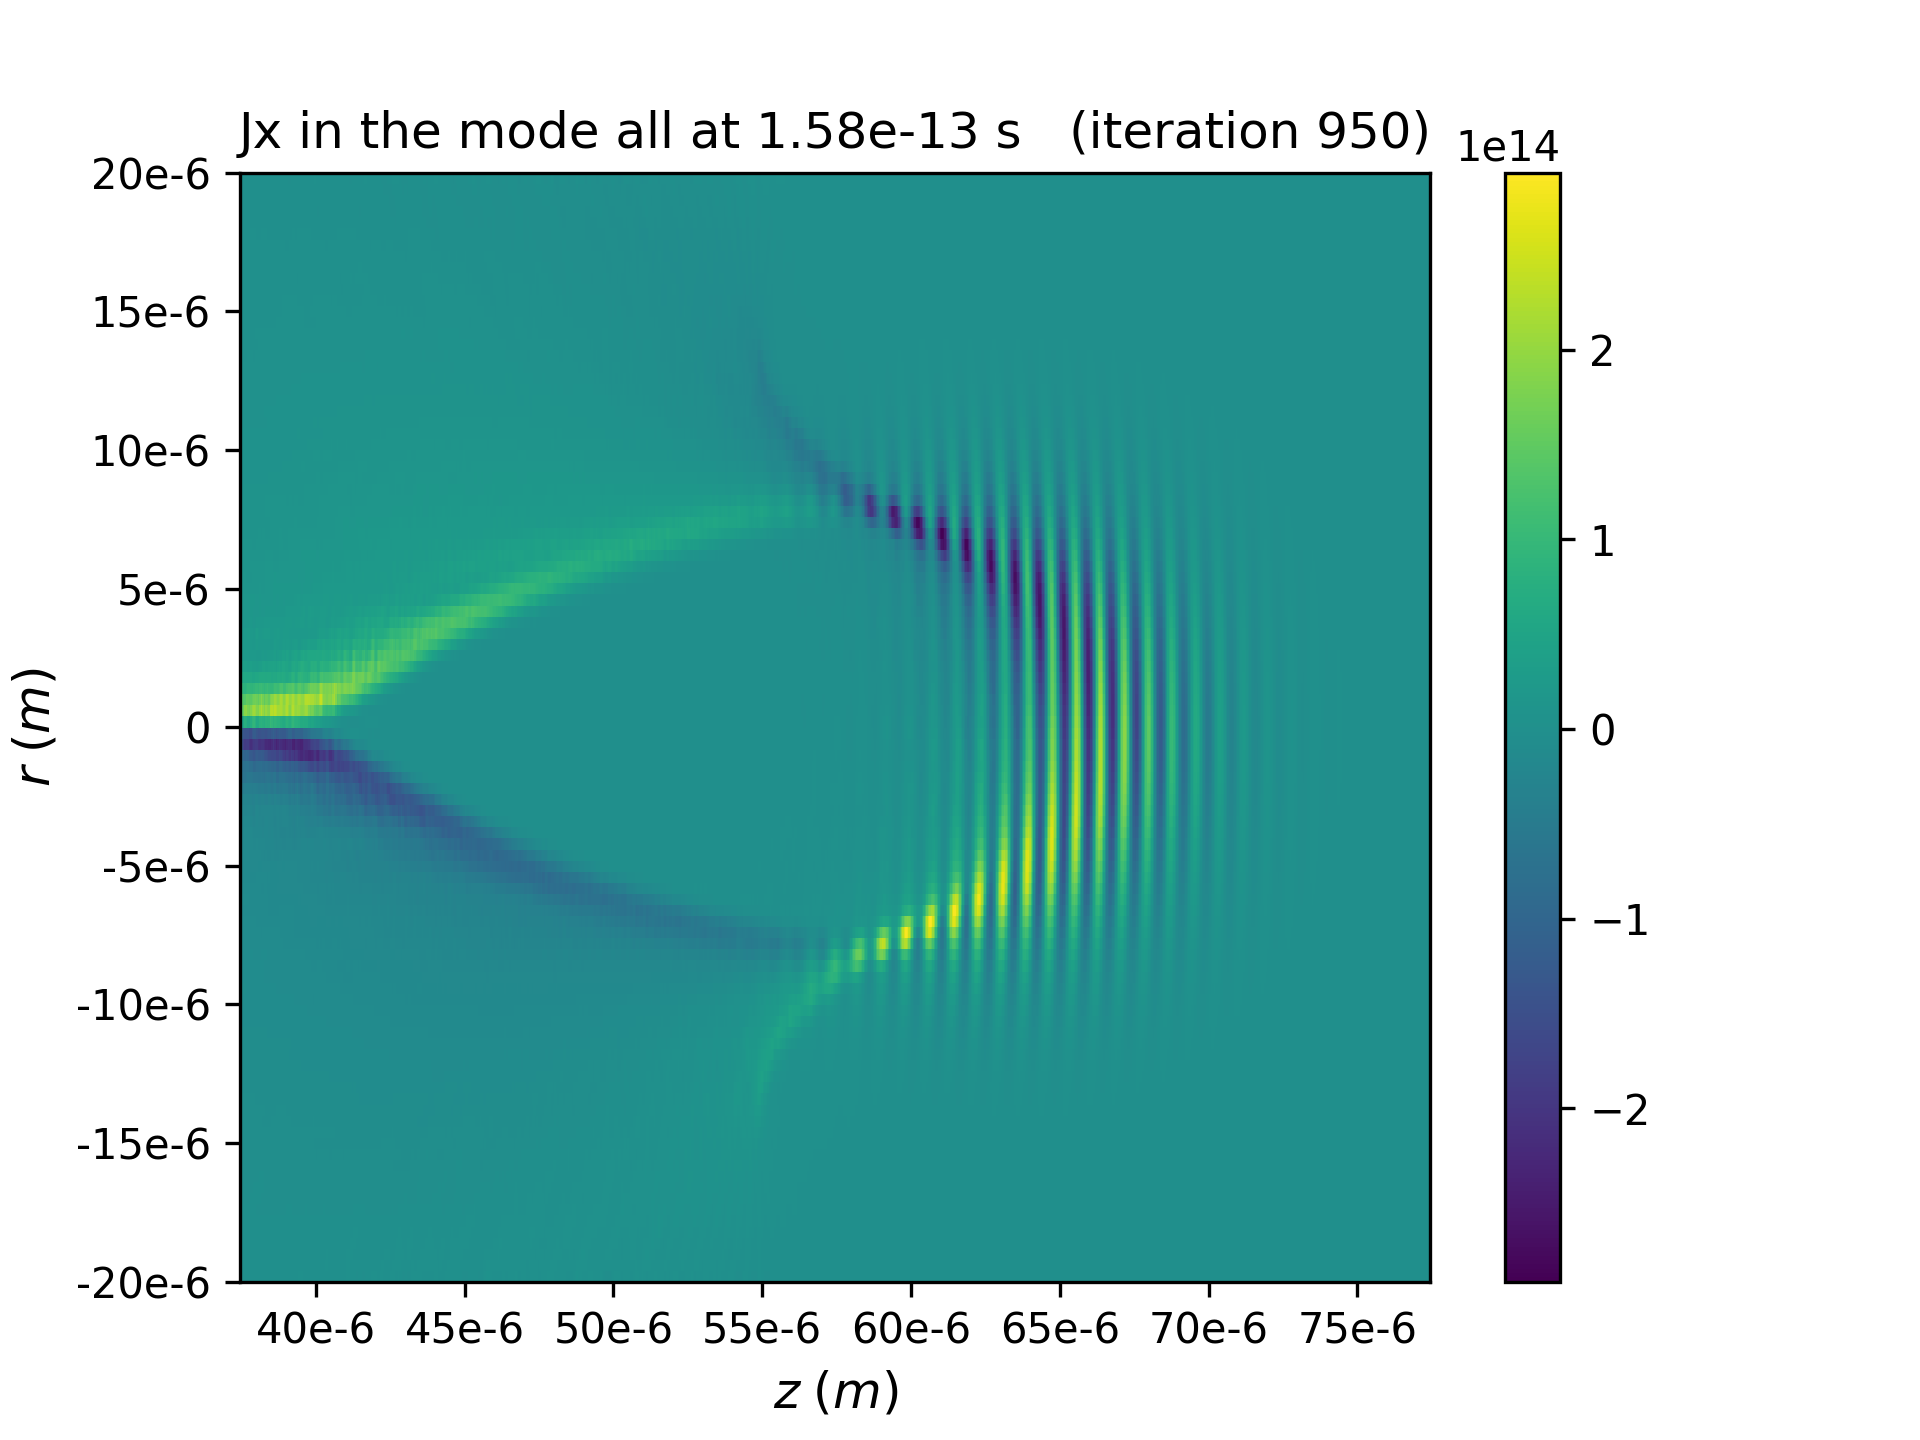 Jx in the mode all at 1.58e-13 s   (iteration 950)
1e14
20e-6
15e-6
10e-6
5e-6
0
-5e-6
-10e-6
-15e-6
-20e-6
r (m)
40e-6 45e-6 50e-6 55e-6 60e-6 65e-6 70e-6 75e-6
z (m)
2
1
0
−1
−2